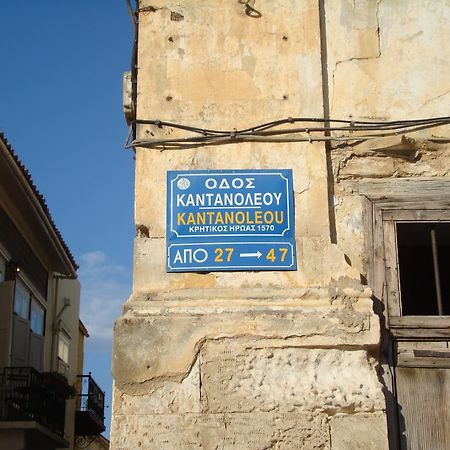 ΟΔΟΣ
ΚΑΝΤΑΝΟΛΕΟΥ
KANTANOLEOU
ΚΡΗΤΙΚΟΣ ΗΡΩΑΣ 1570
ΑΠΟ 27 → 47